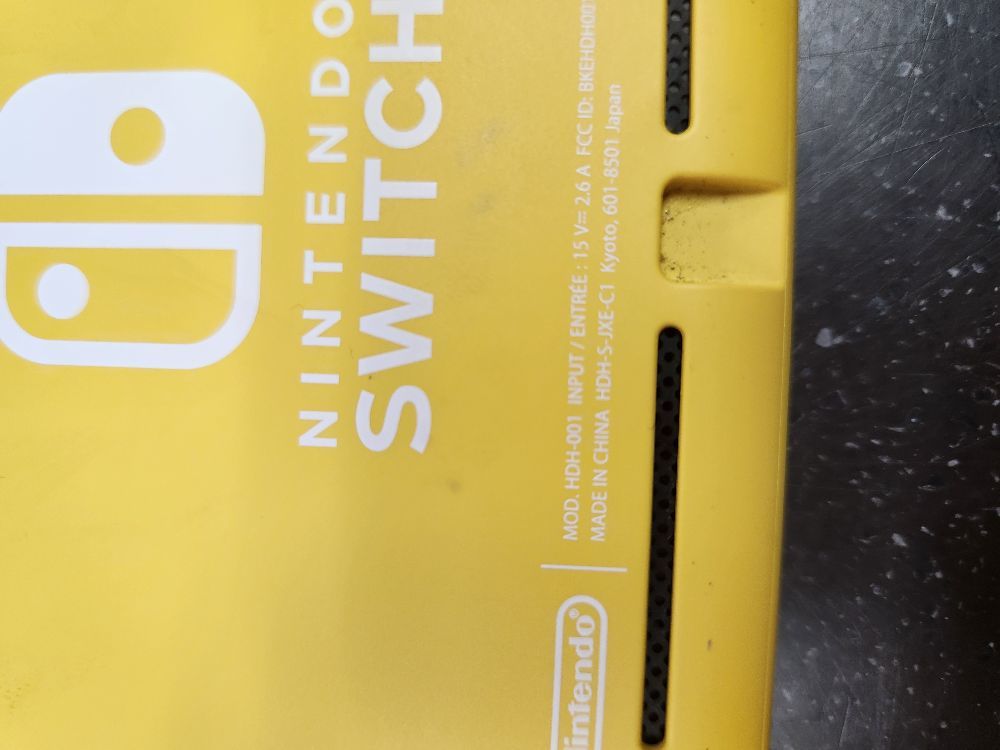 NINTENDO
SWITCH
MOD. HDH-001 INPUT / ENTRÉE : 15 V⎓ 2.6 A FCC ID: BKEHDH001
MADE IN CHINA HDH-S-JXE-C1 Kyoto, 601-8501 Japan
Nintendo®